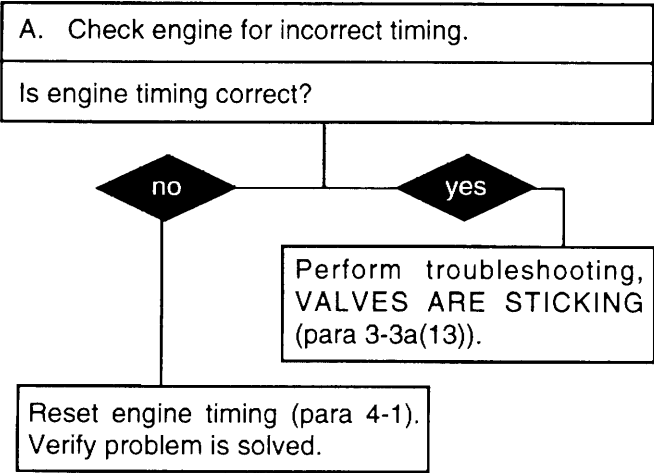 A. Check engine for incorrect timing.
Is engine timing correct?
no
yes
Perform troubleshooting,
VALVES ARE STICKING
(para 3-3a(13)).
Reset engine timing (para 4-1).
Verify problem is solved.